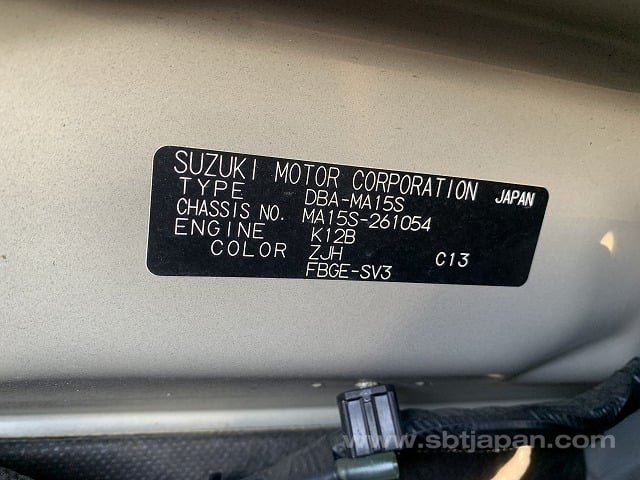 SUZUKI MOTOR CORPORATION JAPAN
TYPE DBA-MA15S
CHASSIS NO. MA15S-261054
ENGINE K12B
COLOR ZJH C13
FBGE-SV3
www.sbtjapan.com